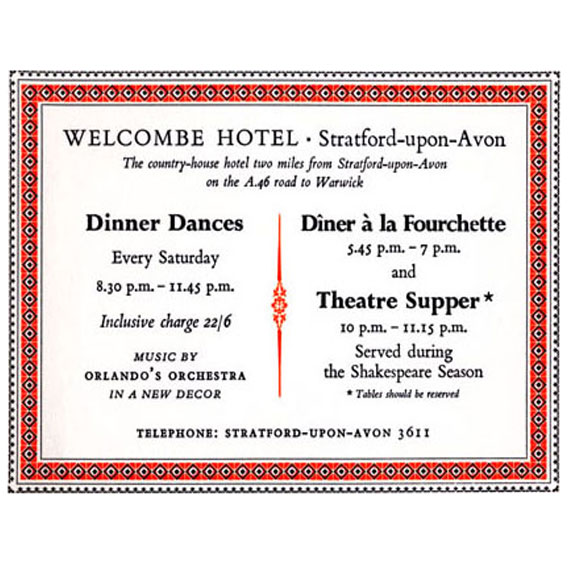 WELCOMBE HOTEL · Stratford-upon-Avon
The country-house hotel two miles from Stratford-upon-Avon
on the A.46 road to Warwick
Dinner Dances
Every Saturday
8.30 p.m. – 11.45 p.m.
Inclusive charge 22/6
MUSIC BY
ORLANDO'S ORCHESTRA
IN A NEW DECOR
Dîner à la Fourchette
5.45 p.m. – 7 p.m.
and
Theatre Supper*
10 p.m. – 11.15 p.m.
Served during
the Shakespeare Season
* Tables should be reserved
TELEPHONE: STRATFORD-UPON-AVON 3611